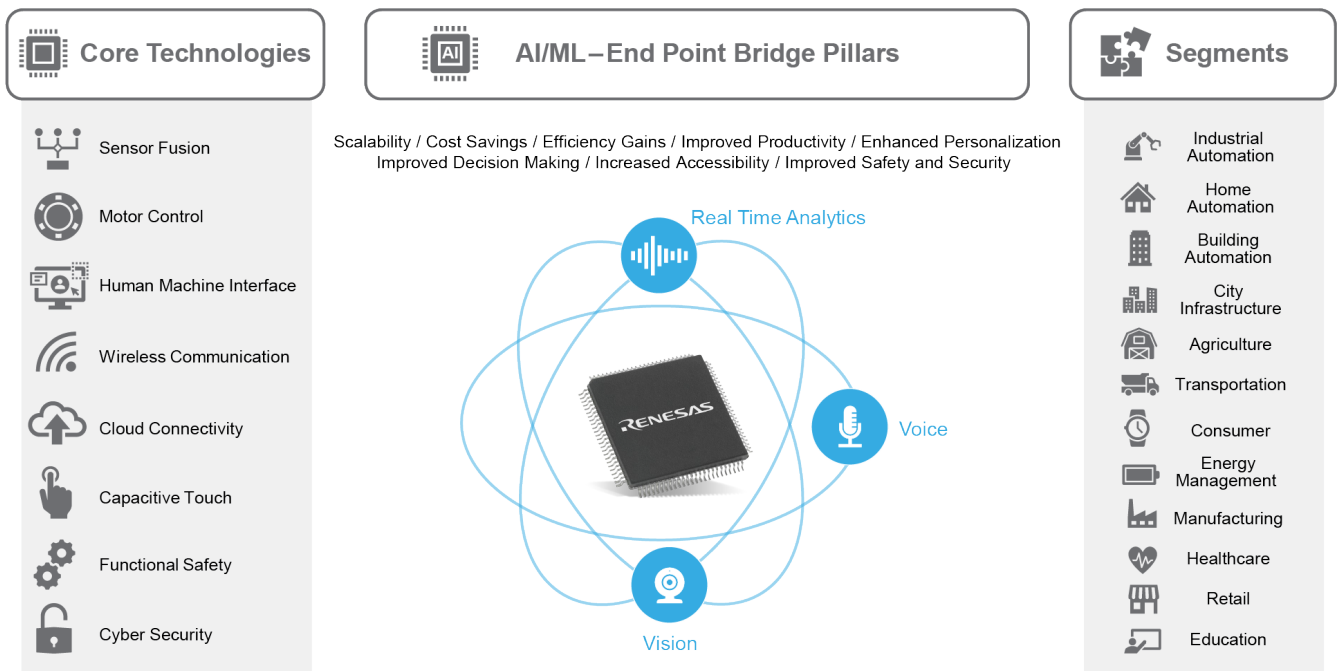 Core Technologies
Sensor Fusion
Motor Control
Human Machine Interface
Wireless Communication
Cloud Connectivity
Capacitive Touch
Functional Safety
Cyber Security
AI
AI/ML–End Point Bridge Pillars
Scalability / Cost Savings / Efficiency Gains / Improved Productivity / Enhanced Personalization
Improved Decision Making / Increased Accessibility / Improved Safety and Security
Real Time Analytics
RENESAS
Voice
Vision
Segments
Industrial
Automation
Home
Automation
Building
Automation
City
Infrastructure
Agriculture
Transportation
Consumer
Energy
Management
Manufacturing
Healthcare
Retail
Education